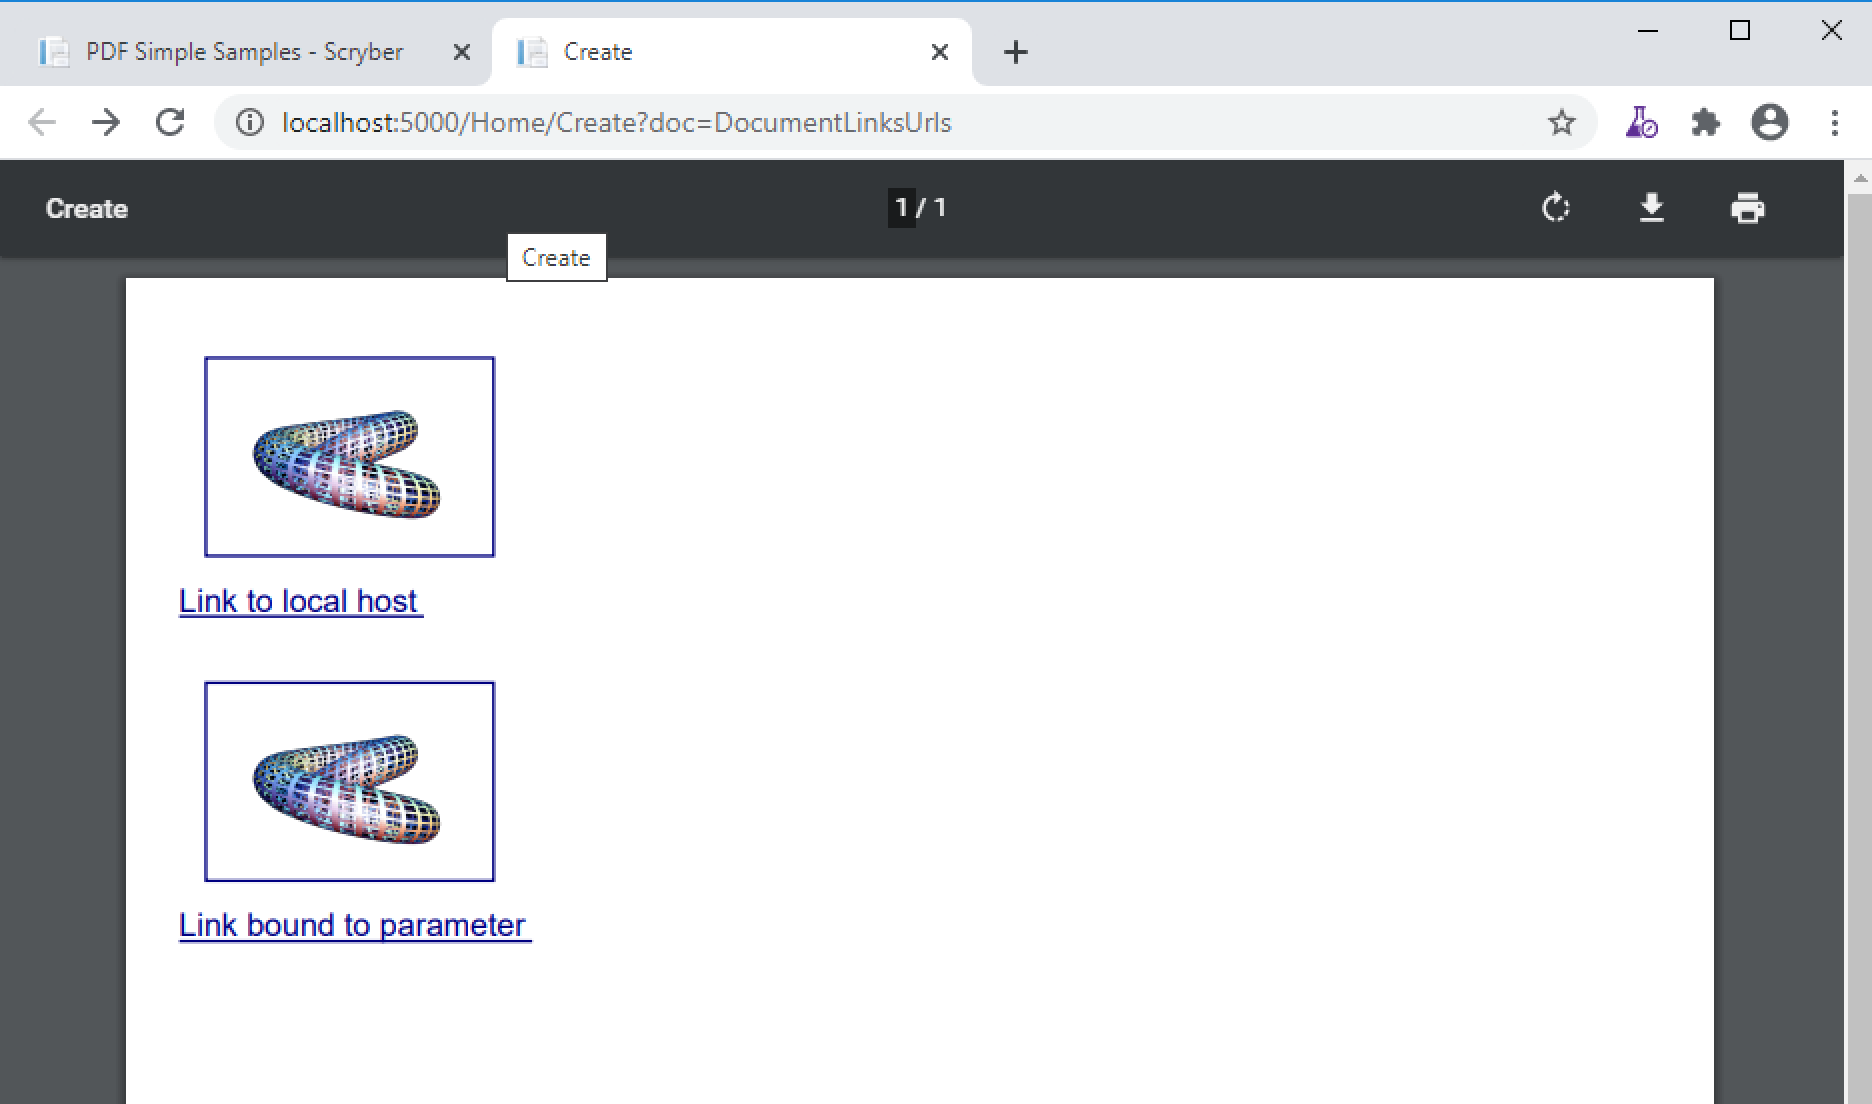 PDF Simple Samples - Scryber
Create
localhost:5000/Home/Create?doc=DocumentLinksUrls
Create
1 / 1
Create
Link to local host
Link bound to parameter